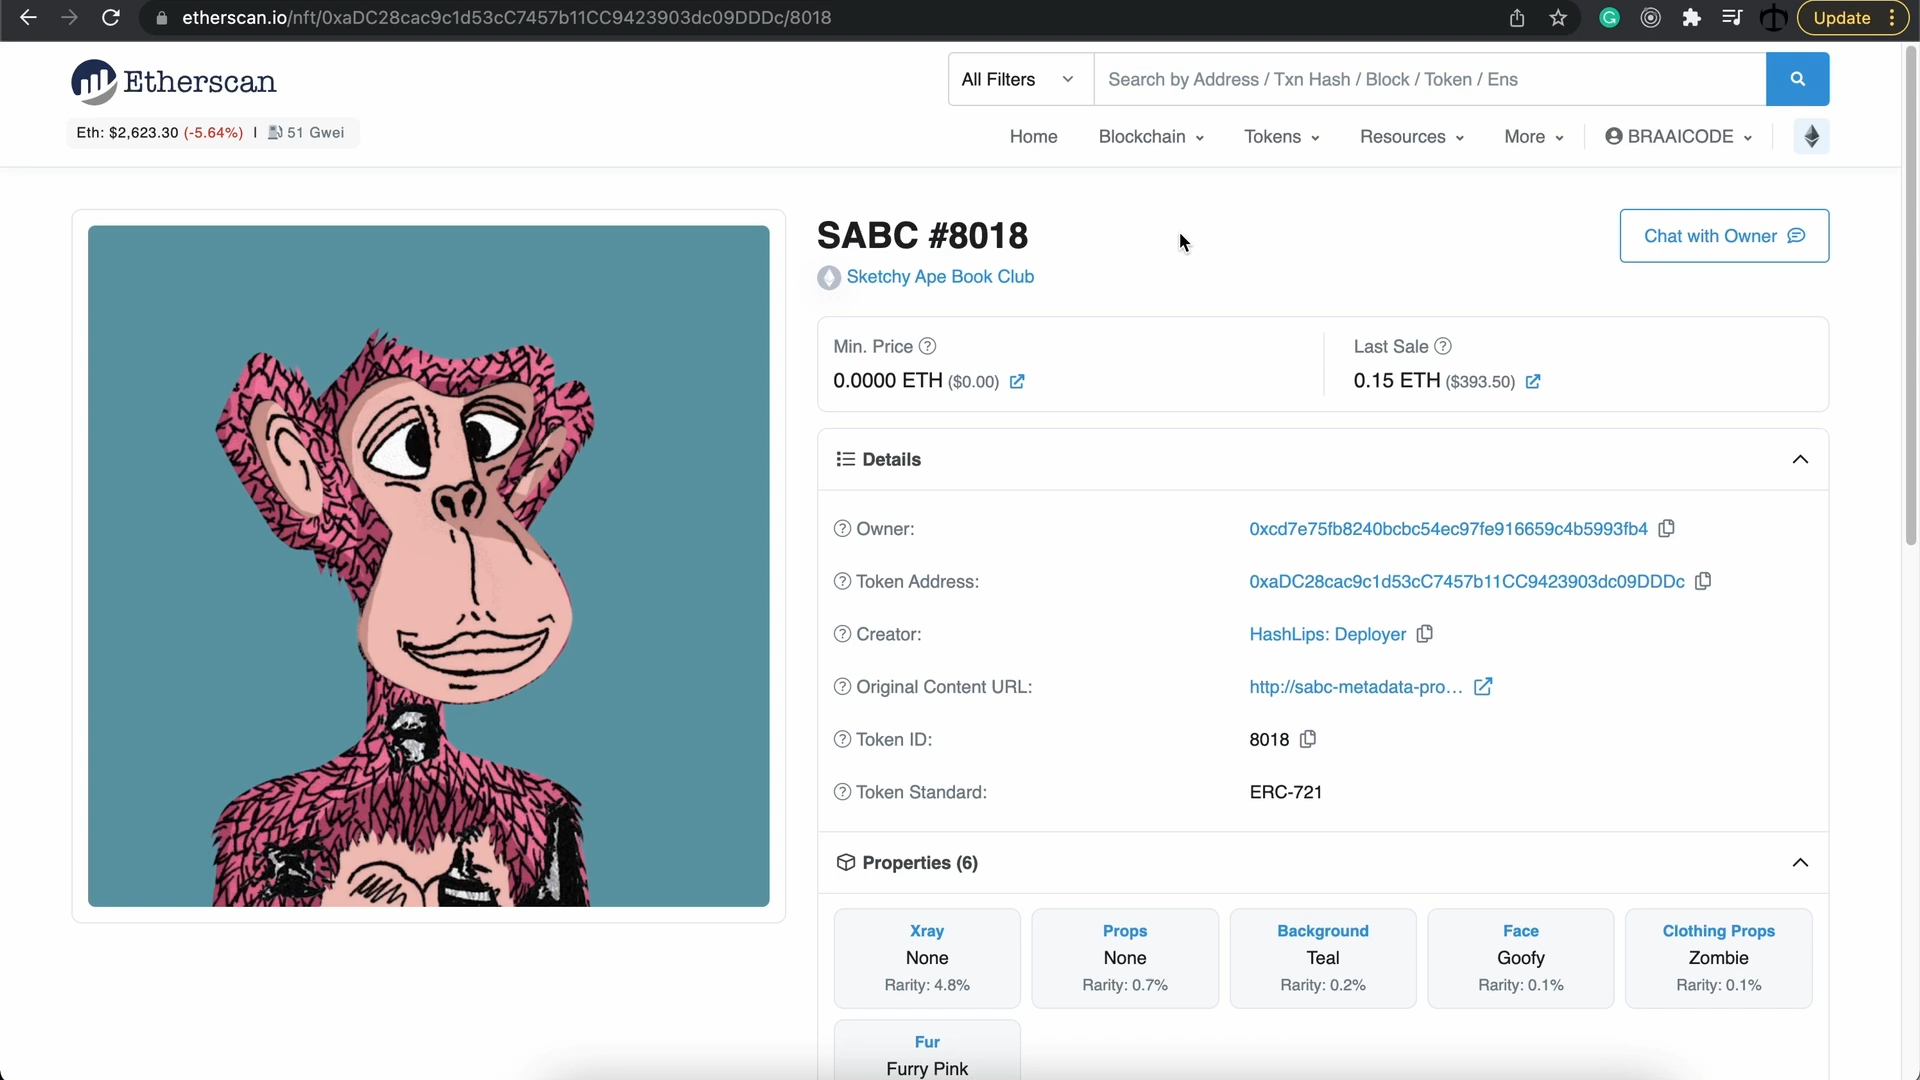 etherscan.io/nft/0xaDC28cac9c1d53cC7457b11CC9423903dc09DDDc/8018
Update
Etherscan
All Filters
Search by Address / Txn Hash / Block / Token / Ens
Eth: $2,623.30 (-5.64%) | 51 Gwei
Home Blockchain Tokens Resources More BRAAICODE
SABC #8018
Chat with Owner
Sketchy Ape Book Club
Min. Price
0.0000 ETH ($0.00)
Last Sale
0.15 ETH ($393.50)
Details
Owner: 0xcd7e75fb8240bcbc54ec97fe916659c4b5993fb4
Token Address: 0xaDC28cac9c1d53cC7457b11CC9423903dc09DDDc
Creator: HashLips: Deployer
Original Content URL: http://sabc-metadata-pro...
Token ID: 8018
Token Standard: ERC-721
Properties (6)
Xray
None
Rarity: 4.8%
Props
None
Rarity: 0.7%
Background
Teal
Rarity: 0.2%
Face
Goofy
Rarity: 0.1%
Clothing Props
Zombie
Rarity: 0.1%
Fur
Furry Pink